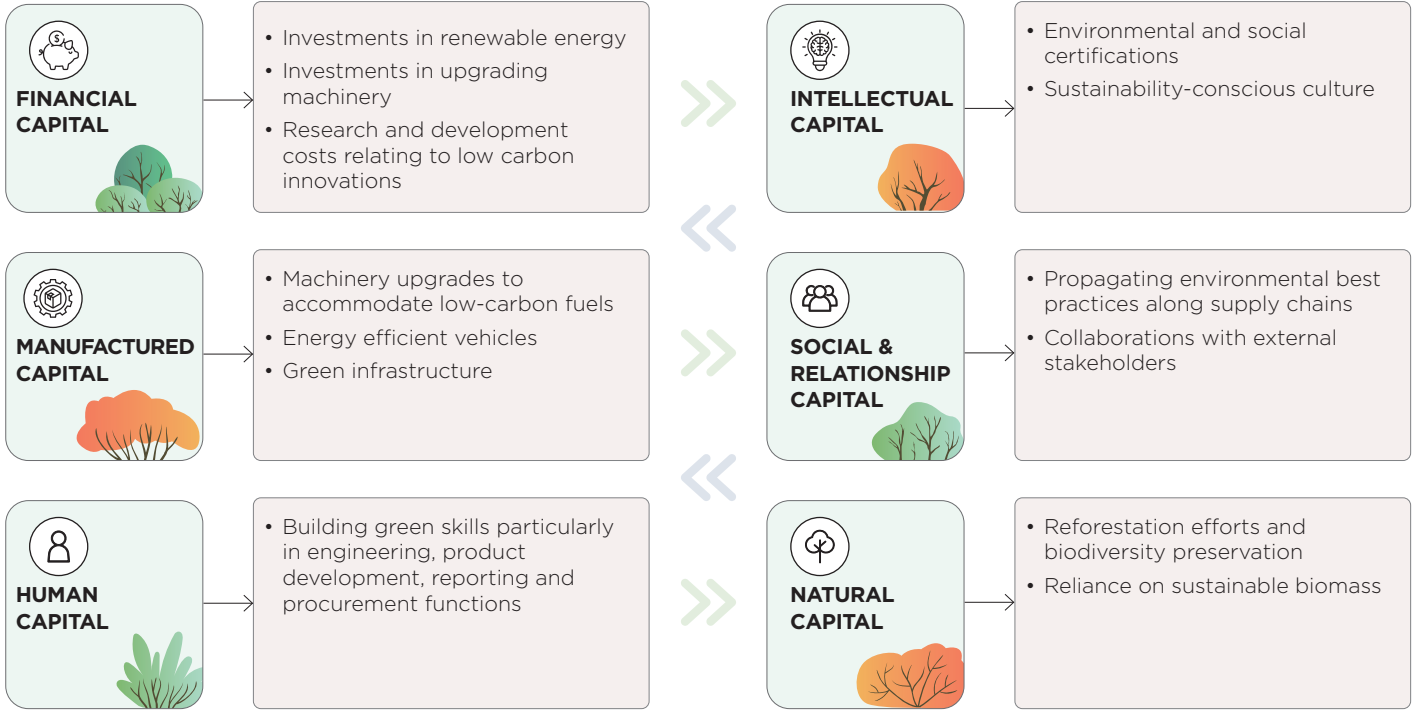 FINANCIAL
CAPITAL
• Investments in renewable energy
• Investments in upgrading
machinery
• Research and development
costs relating to low carbon
innovations
INTELLECTUAL
CAPITAL
• Environmental and social
certifications
• Sustainability-conscious culture
MANUFACTURED
CAPITAL
• Machinery upgrades to
accommodate low-carbon fuels
• Energy efficient vehicles
• Green infrastructure
SOCIAL &
RELATIONSHIP
CAPITAL
• Propagating environmental best
practices along supply chains
• Collaborations with external
stakeholders
HUMAN
CAPITAL
• Building green skills particularly
in engineering, product
development, reporting and
procurement functions
NATURAL
CAPITAL
• Reforestation efforts and
biodiversity preservation
• Reliance on sustainable biomass